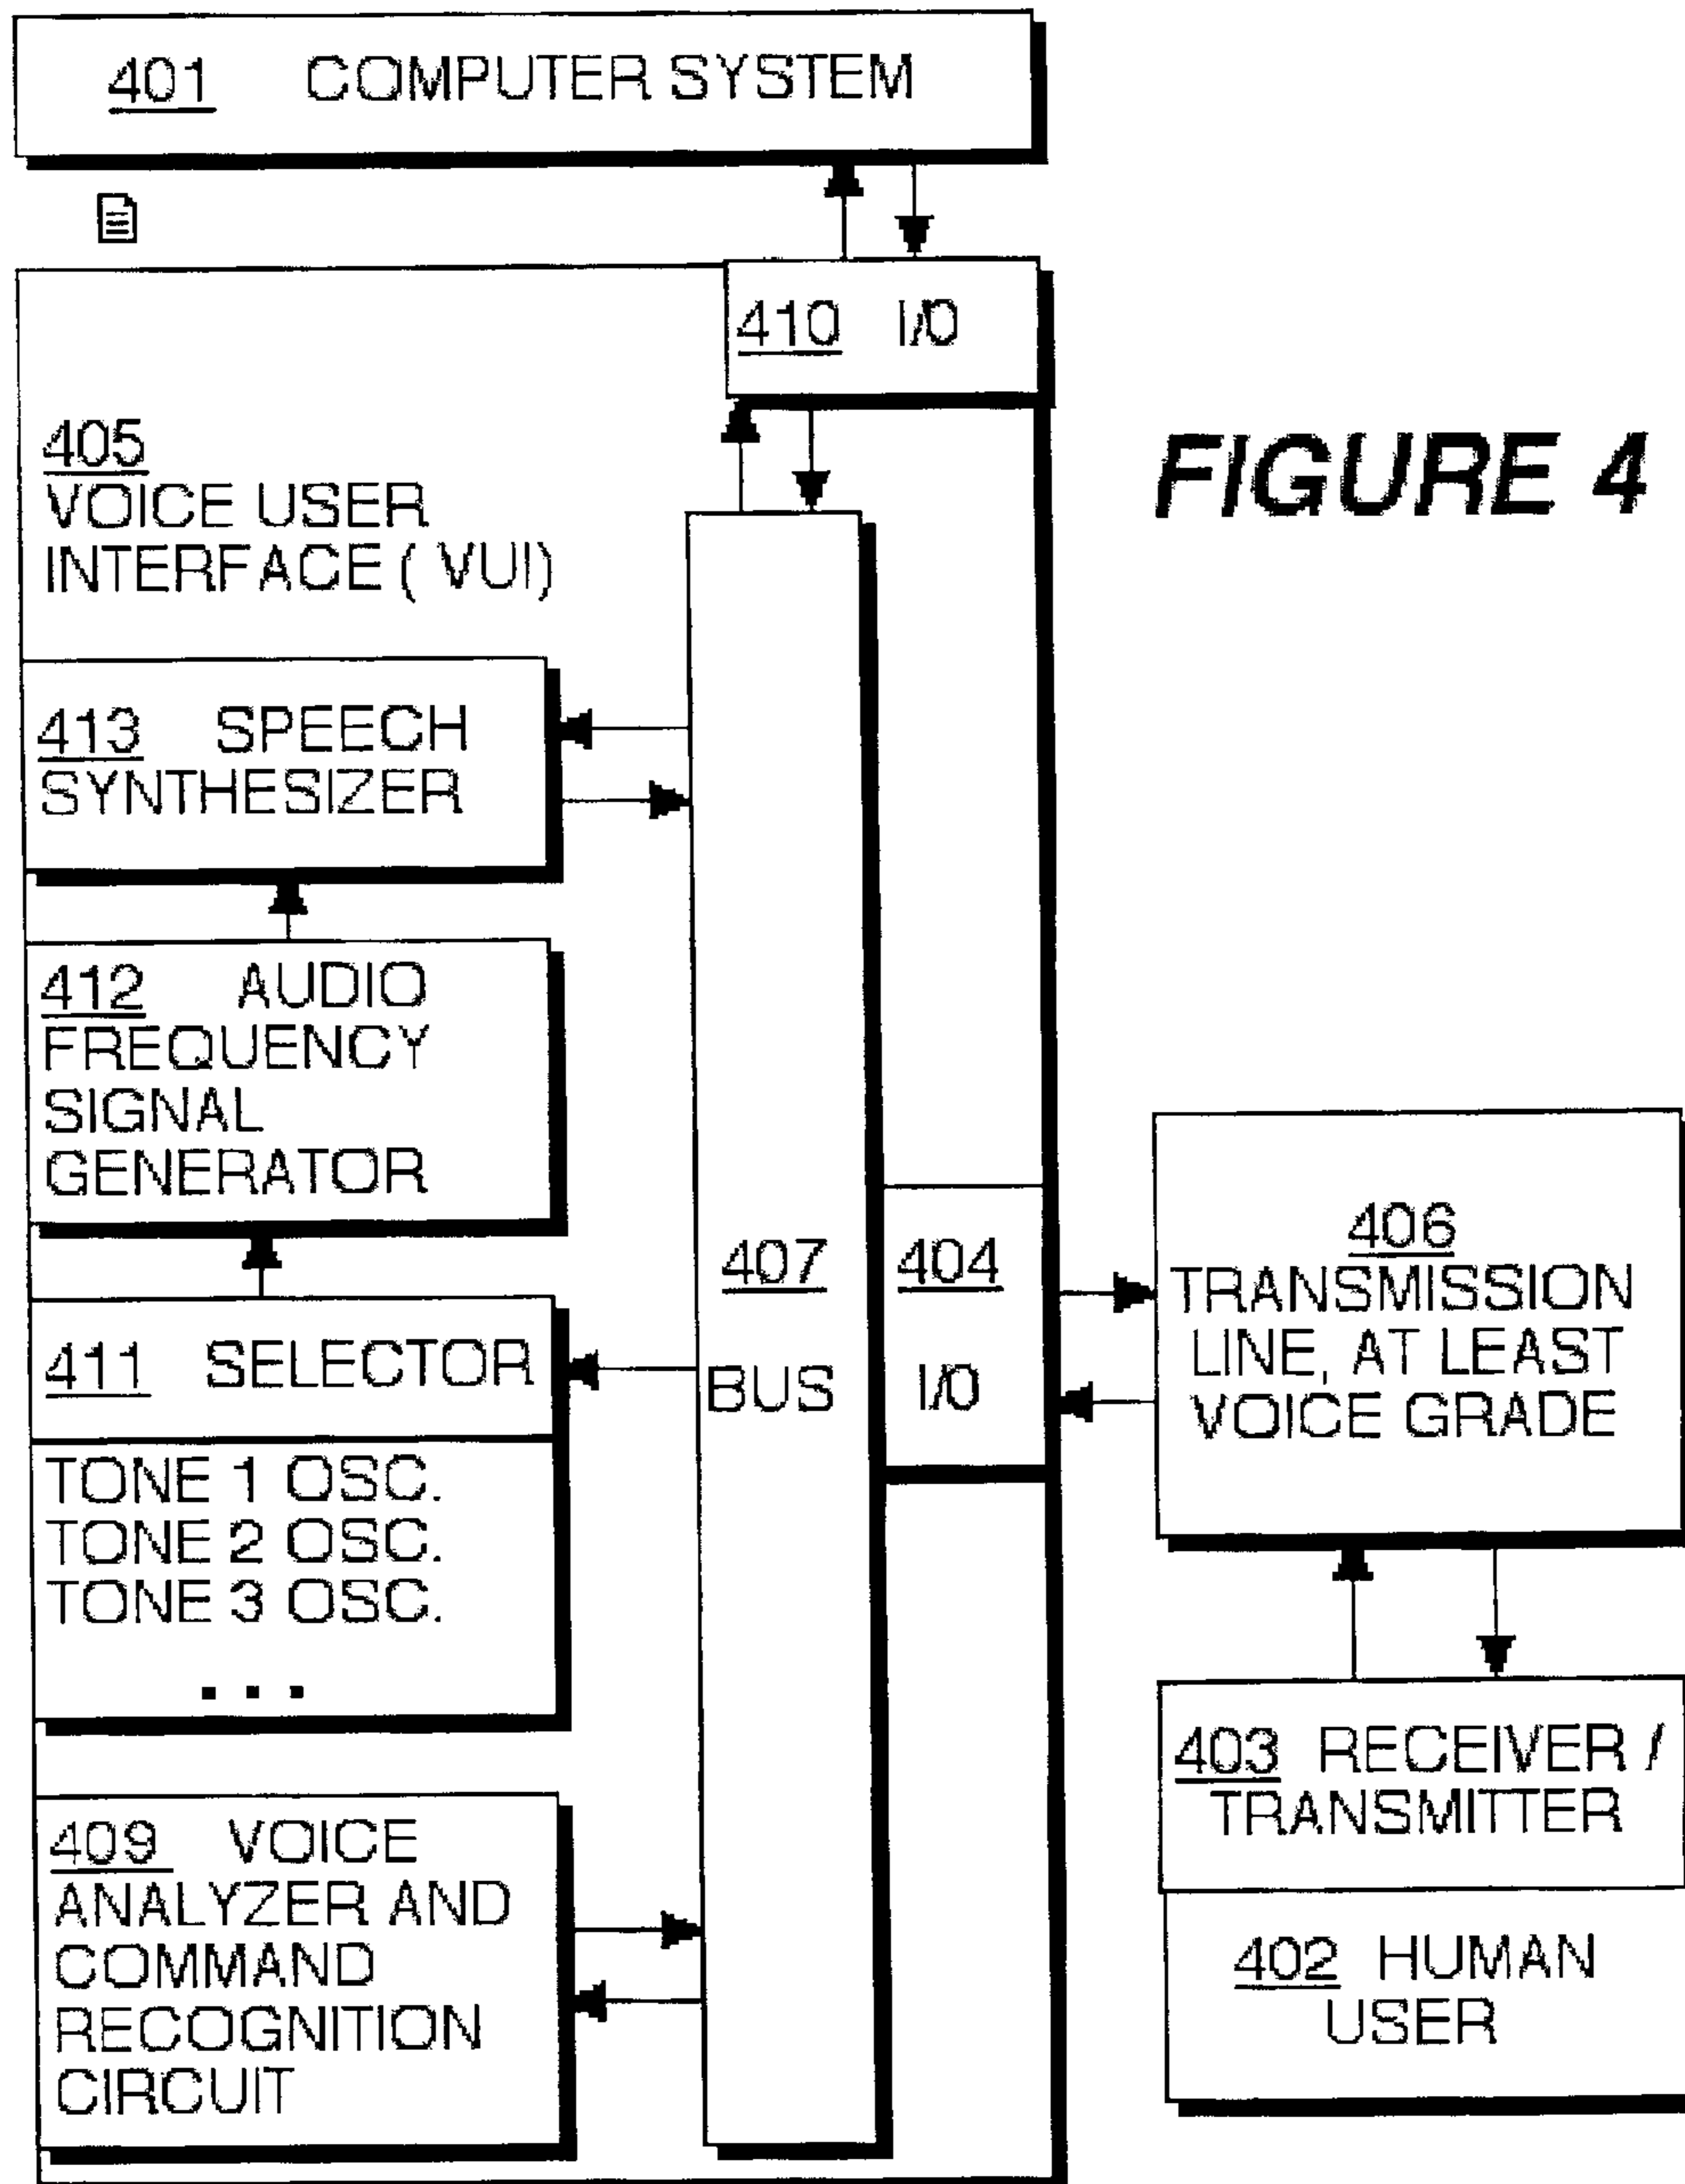 401 COMPUTER SYSTEM
410 I/O
FIGURE 4
405
VOICE USER
INTERFACE ( VUI)
413 SPEECH
SYNTHESIZER
412 AUDIO
FREQUENCY
SIGNAL
GENERATOR
411 SELECTOR
TONE 1 OSC.
TONE 2 OSC.
TONE 3 OSC.
. . .
409 VOICE
ANALYZER AND
COMMAND
RECOGNITION
CIRCUIT
407
BUS
404
I/O
406
TRANSMISSION
LINE, AT LEAST
VOICE GRADE
403 RECEIVER /
TRANSMITTER
402 HUMAN
USER